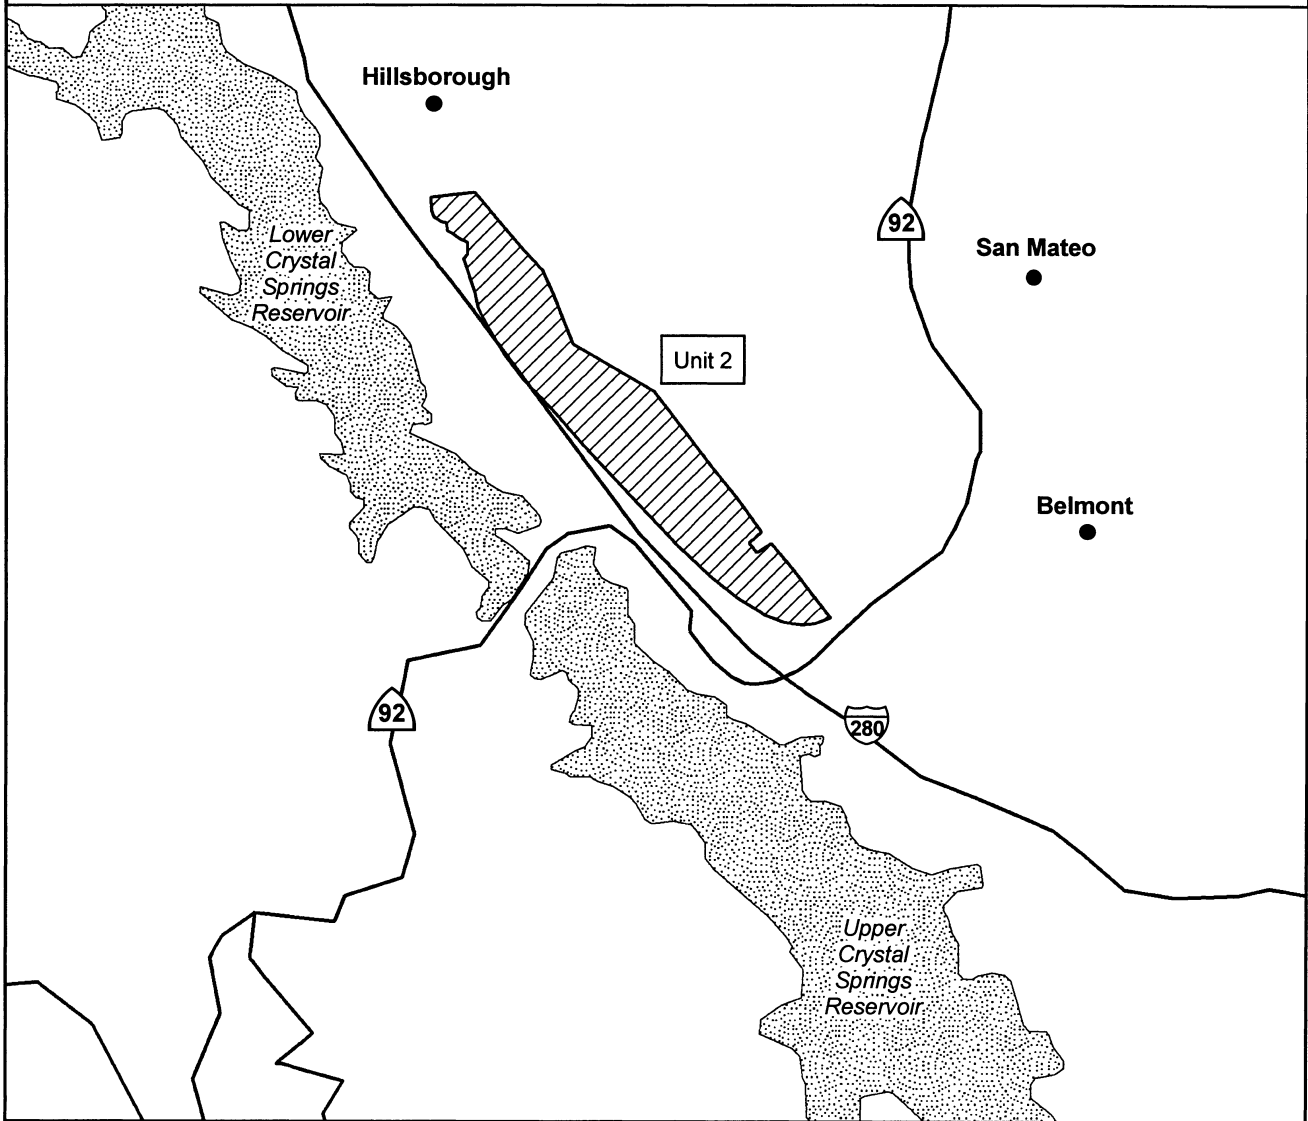 Hillsborough
92
San Mateo
Lower
Crystal
Springs
Reservoir
Unit 2
Belmont
92
280
Upper
Crystal
Springs
Reservoir